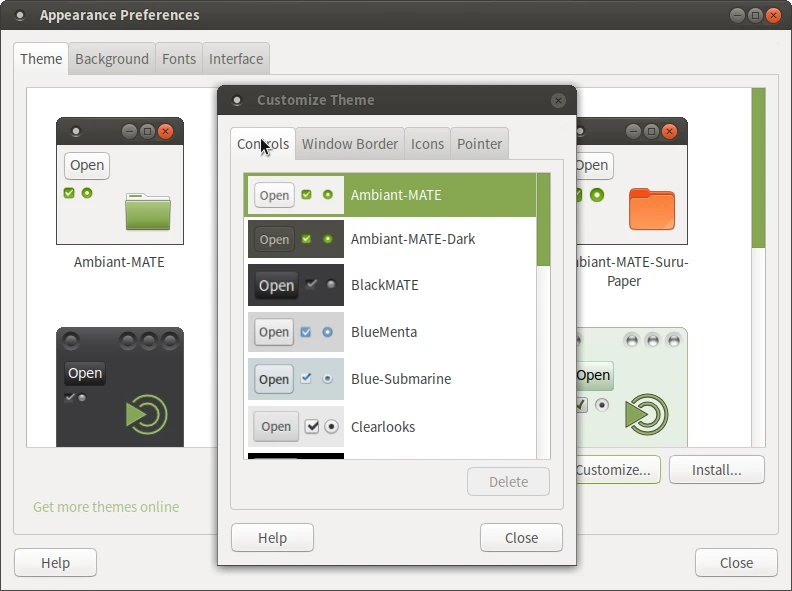 Appearance Preferences
Theme
Background
Fonts
Interface
Customize Theme
Controls
Window Border
Icons
Pointer
Open
Ambiant-MATE
Open
Ambiant-MATE
Open
Ambiant-MATE-Dark
Open
BlackMATE
Open
BlueMenta
Open
Blue-Submarine
Open
Clearlooks
Delete
Help
Close
Open
biant-MATE-Suru-
Paper
Open
Open
Customize...
Install...
Get more themes online
Help
Close